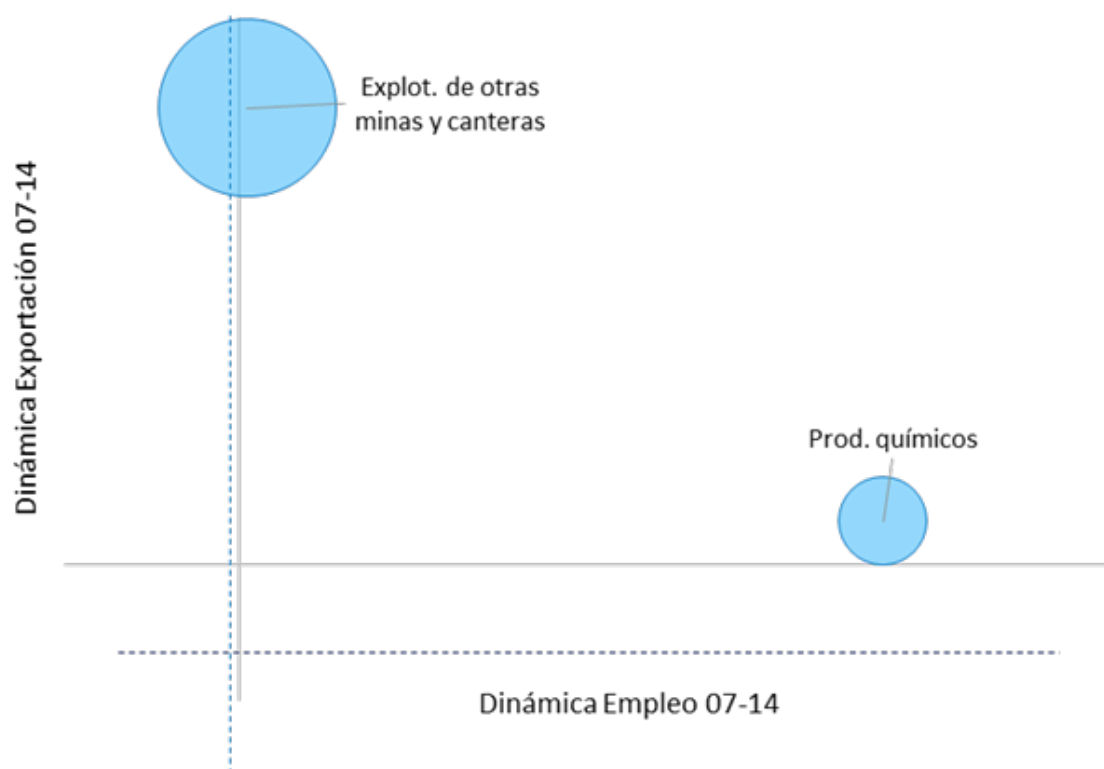 Explot. de otras
minas y canteras
Dinámica Exportación 07-14
Prod. químicos
Dinámica Empleo 07-14